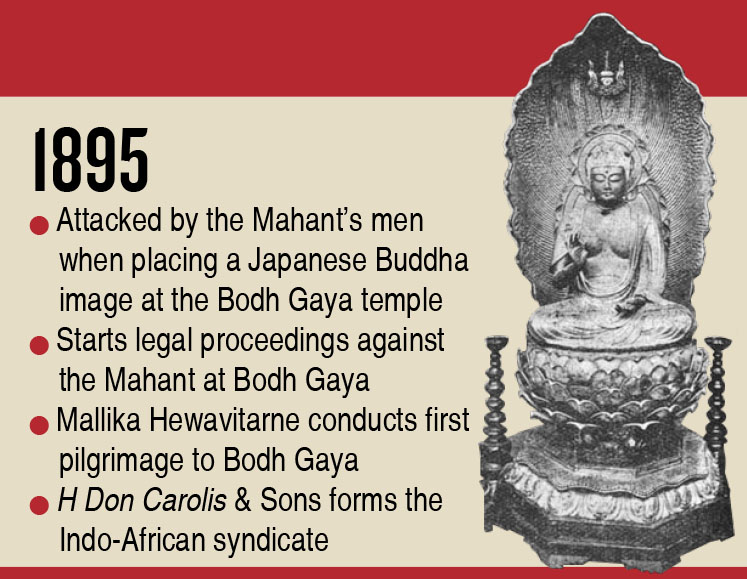 1895
● Attacked by the Mahant’s men
when placing a Japanese Buddha
image at the Bodh Gaya temple
● Starts legal proceedings against
the Mahant at Bodh Gaya
● Mallika Hewavitarne conducts first
pilgrimage to Bodh Gaya
● H Don Carolis & Sons forms the
Indo-African syndicate